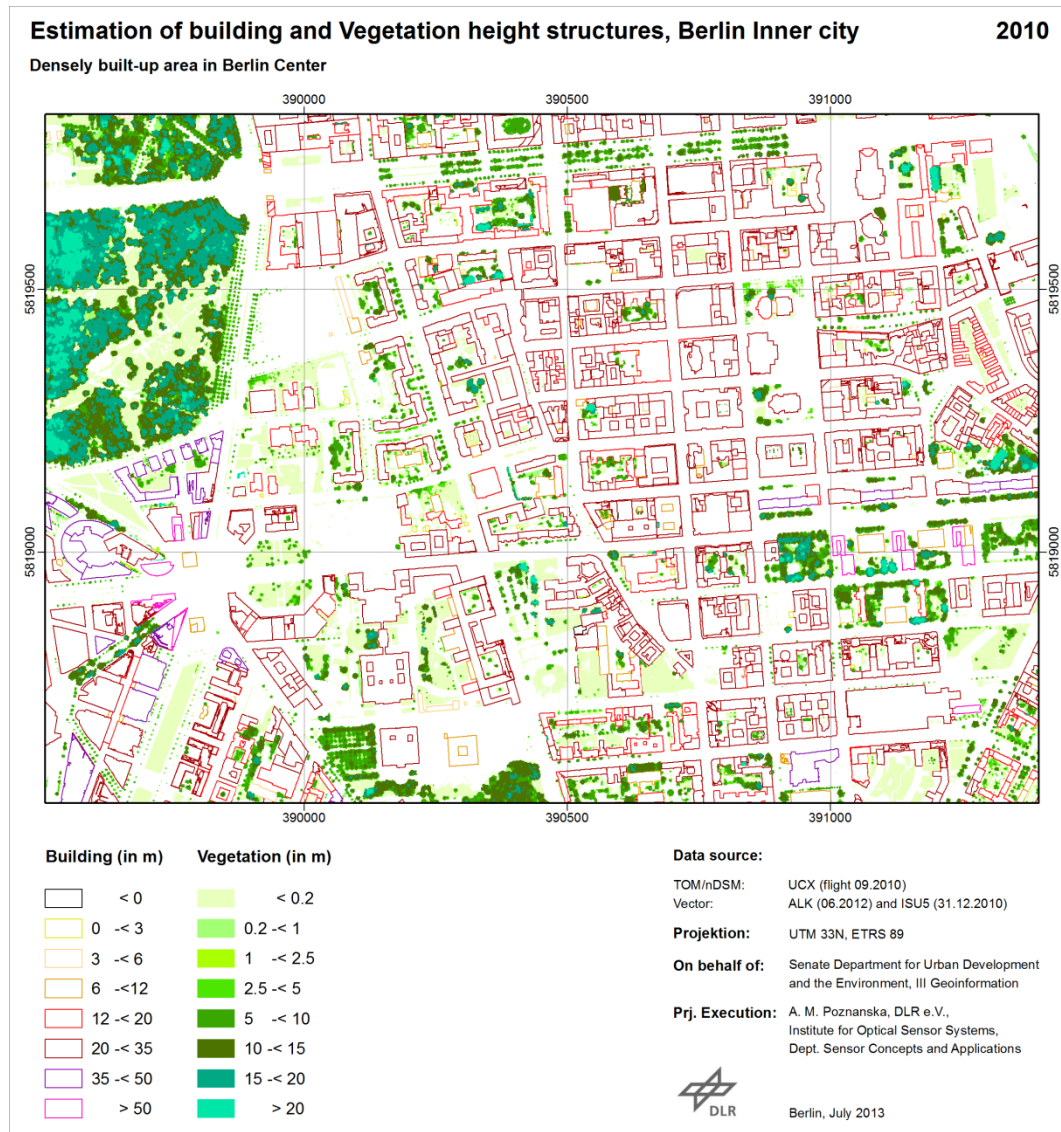 Estimation of building and Vegetation height structures, Berlin Inner city 2010
Densely built-up area in Berlin Center
390000 390500 391000
5819500 5819500
5819000 5819000
390000 390500 391000
Building (in m) Vegetation (in m)
< 0 < 0.2
0 -< 3 0.2 -< 1
3 -< 6 1 -< 2.5
6 -<12 2.5 -< 5
12 -< 20 5 -< 10
20 -< 35 10 -< 15
35 -< 50 15 -< 20
> 50 > 20
Data source:
TOM/nDSM: UCX (flight 09.2010)
Vector: ALK (06.2012) and ISU5 (31.12.2010)
Projektion: UTM 33N, ETRS 89
On behalf of: Senate Department for Urban Development
and the Environment, III Geoinformation
Prj. Execution: A. M. Poznanska, DLR e.V.,
Institute for Optical Sensor Systems,
Dept. Sensor Concepts and Applications
DLR
Berlin, July 2013